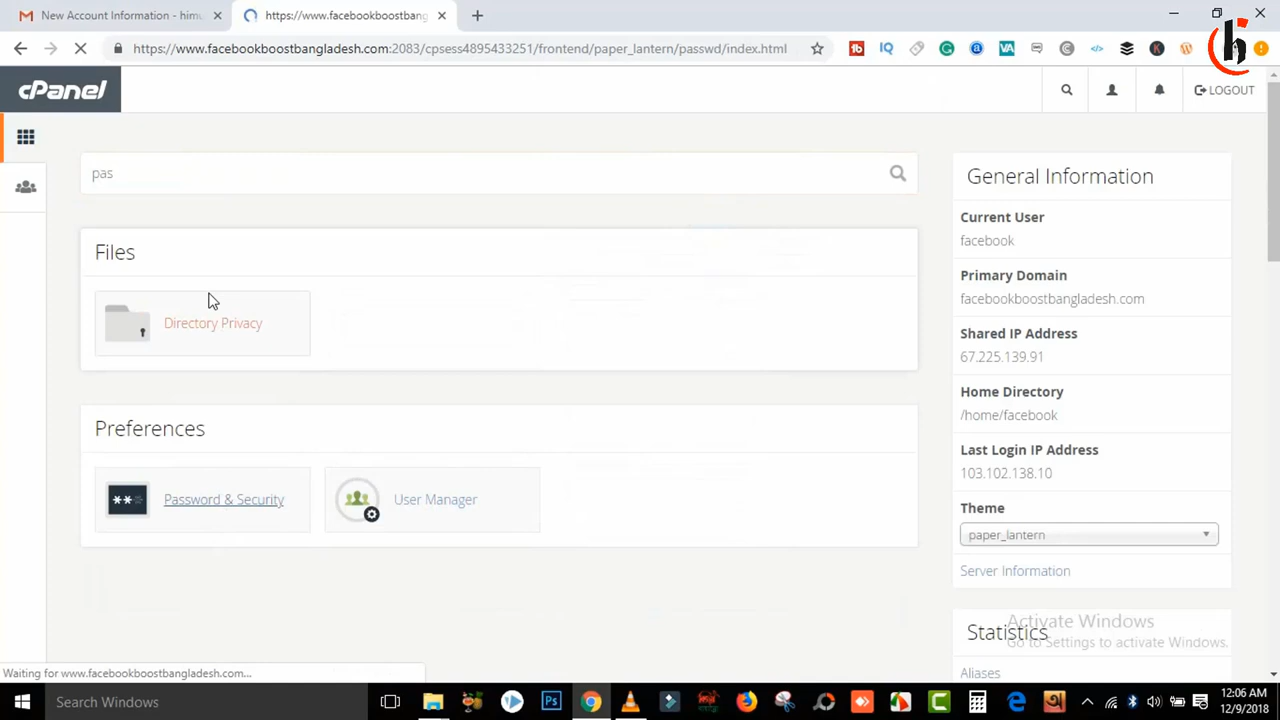 New Account Information - himu
https://www.facebookboostbang
https://www.facebookboostbangladesh.com:2083/cpsess4895433251/frontend/paper_lantern/passwd/index.html
cPanel
LOGOUT
pas
Files
Directory Privacy
Preferences
Password & Security
User Manager
General Information
Current User
facebook
Primary Domain
facebookboostbangladesh.com
Shared IP Address
67.225.139.91
Home Directory
/home/facebook
Last Login IP Address
103.102.138.10
Theme
paper_lantern
Server Information
Statistics
Aliases
Activate Windows
Go to Settings to activate Windows.
Waiting for www.facebookboostbangladesh.com...
Search Windows
12:06 AM
12/9/2018